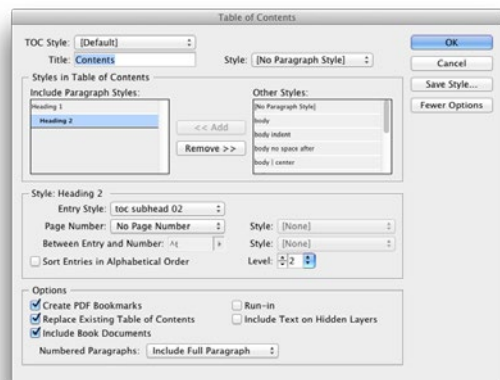 Table of Contents
TOC Style: [Default]
OK
Title: Contents Style: [No Paragraph Style]
Cancel
Styles in Table of Contents
Save Style...
Include Paragraph Styles: Other Styles:
Fewer Options
Heading 1 [No Paragraph Style]
Heading 2 body
<< Add body indent
Remove >> body no space after
body | center
Style: Heading 2
Entry Style: toc subhead 02
Page Number: No Page Number Style: [None]
Between Entry and Number: ^t Style: [None]
Sort Entries in Alphabetical Order Level: 2
Options
Create PDF Bookmarks Run-in
Replace Existing Table of Contents Include Text on Hidden Layers
Include Book Documents
Numbered Paragraphs: Include Full Paragraph